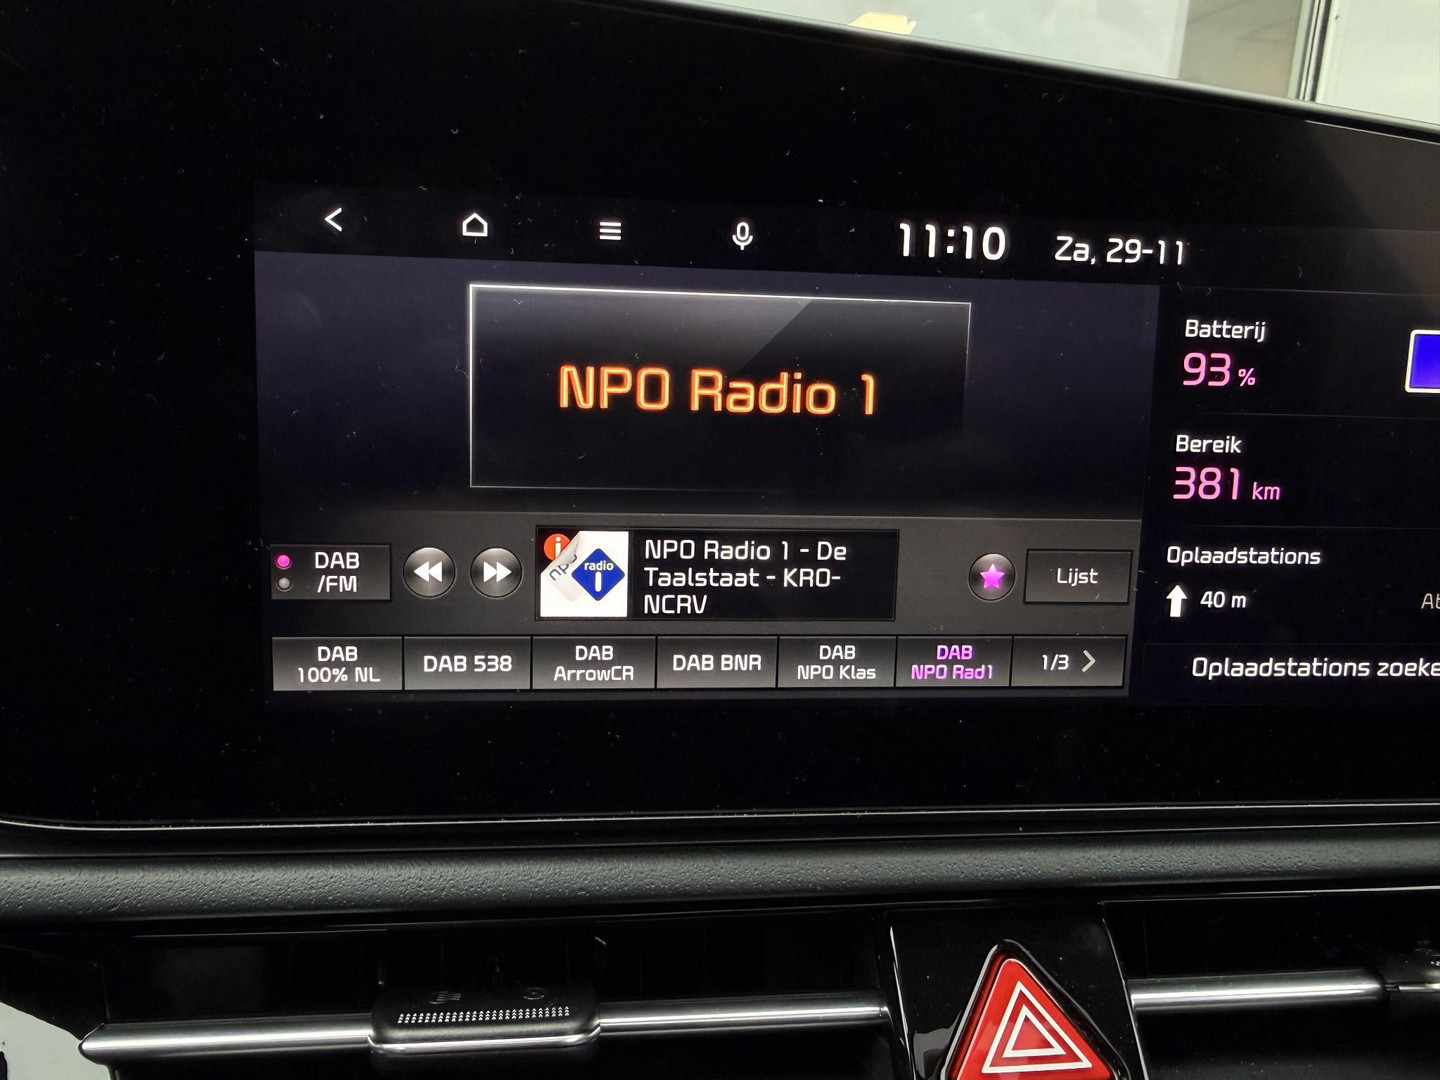 11:10
Za, 29-11
NPO Radio 1
Batterij
93 %
Bereik
381 km
Oplaadstations
40 m
Oplaadstations zoeke
DAB
/FM
i
npo
radio
1
NPO Radio 1 - De
Taalstaat - KRO-
NCRV
Lijst
DAB
100% NL
DAB 538
DAB
ArrowCR
DAB BNR
DAB
NPO Klas
DAB
NPO Rad1
1/3